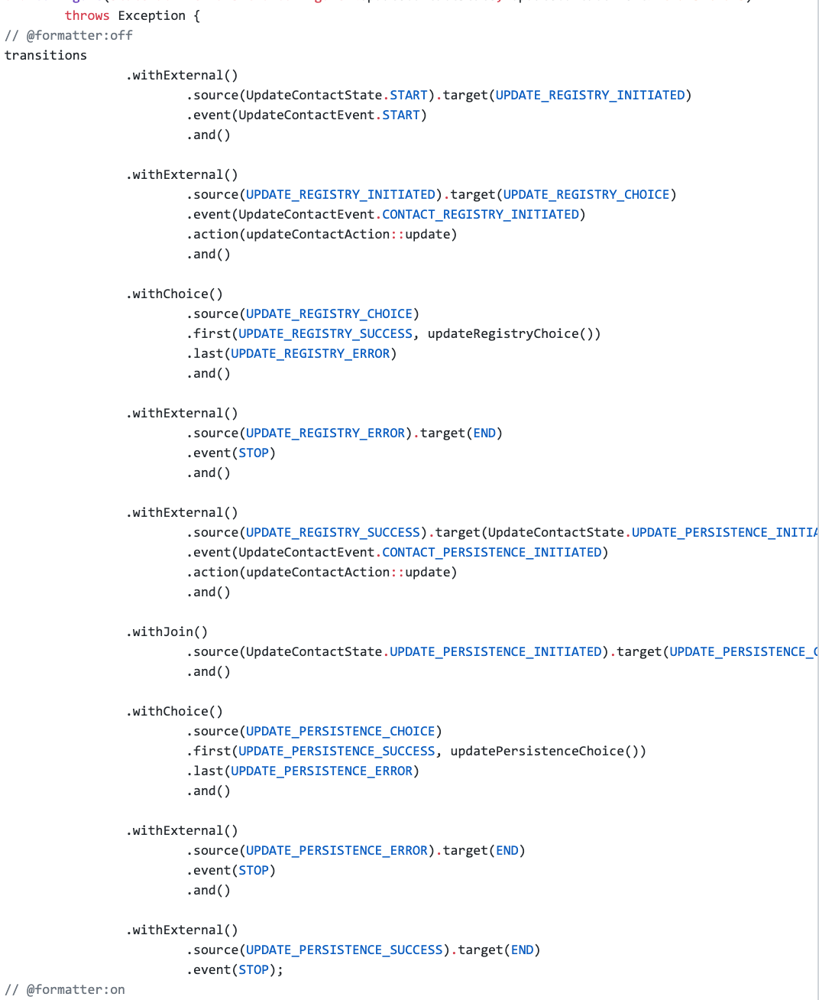 throws Exception {
// @formatter:off
transitions
.withExternal()
.source(UpdateContactState.START).target(UPDATE_REGISTRY_INITIATED)
.event(UpdateContactEvent.START)
.and()
.withExternal()
.source(UPDATE_REGISTRY_INITIATED).target(UPDATE_REGISTRY_CHOICE)
.event(UpdateContactEvent.CONTACT_REGISTRY_INITIATED)
.action(updateContactAction::update)
.and()
.withChoice()
.source(UPDATE_REGISTRY_CHOICE)
.first(UPDATE_REGISTRY_SUCCESS, updateRegistryChoice())
.last(UPDATE_REGISTRY_ERROR)
.and()
.withExternal()
.source(UPDATE_REGISTRY_ERROR).target(END)
.event(STOP)
.and()
.withExternal()
.source(UPDATE_REGISTRY_SUCCESS).target(UpdateContactState.UPDATE_PERSISTENCE_INITIA
.event(UpdateContactEvent.CONTACT_PERSISTENCE_INITIATED)
.action(updateContactAction::update)
.and()
.withJoin()
.source(UpdateContactState.UPDATE_PERSISTENCE_INITIATED).target(UPDATE_PERSISTENCE_C
.and()
.withChoice()
.source(UPDATE_PERSISTENCE_CHOICE)
.first(UPDATE_PERSISTENCE_SUCCESS, updatePersistenceChoice())
.last(UPDATE_PERSISTENCE_ERROR)
.and()
.withExternal()
.source(UPDATE_PERSISTENCE_ERROR).target(END)
.event(STOP)
.and()
.withExternal()
.source(UPDATE_PERSISTENCE_SUCCESS).target(END)
.event(STOP);
// @formatter:on